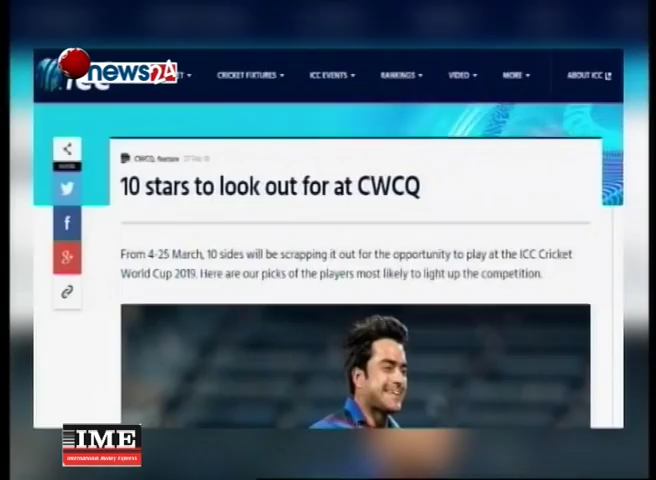 news24
CRICKET FIXTURES ICC EVENTS RANKINGS VIDEO MORE ABOUT ICC
CWCQ, Feature
10 stars to look out for at CWCQ
From 4-25 March, 10 sides will be scrapping it out for the opportunity to play at the ICC Cricket
World Cup 2019. Here are our picks of the players most likely to light up the competition.
IME
International Money Express